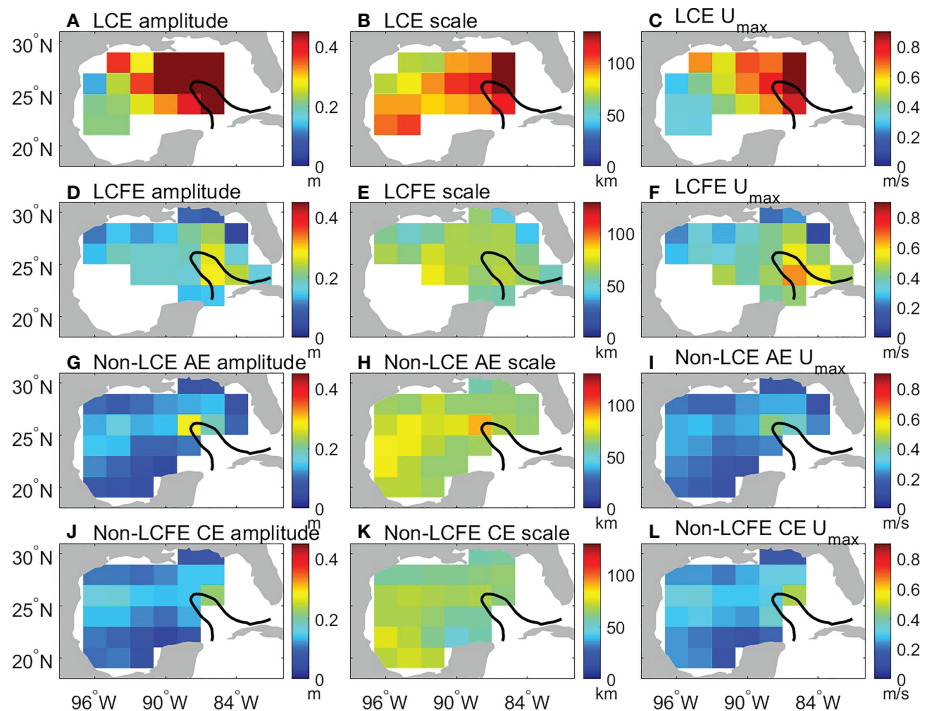 A LCE amplitude
B LCE scale
C LCE U_max
30°N
25°N
20°N
0.4
0.2
0
m
100
50
0
km
0.8
0.6
0.4
0.2
0
m/s
D LCFE amplitude
E LCFE scale
F LCFE U_max
30°N
25°N
20°N
0.4
0.2
0
m
100
50
0
km
0.8
0.6
0.4
0.2
0
m/s
G Non-LCE AE amplitude
H Non-LCE AE scale
I Non-LCE AE U_max
30°N
25°N
20°N
0.4
0.2
0
m
100
50
0
km
0.8
0.6
0.4
0.2
0
m/s
J Non-LCFE CE amplitude
K Non-LCFE CE scale
L Non-LCFE CE U_max
30°N
25°N
20°N
0.4
0.2
0
m
100
50
0
km
0.8
0.6
0.4
0.2
0
m/s
96°W 90°W 84°W
96°W 90°W 84°W
96°W 90°W 84°W